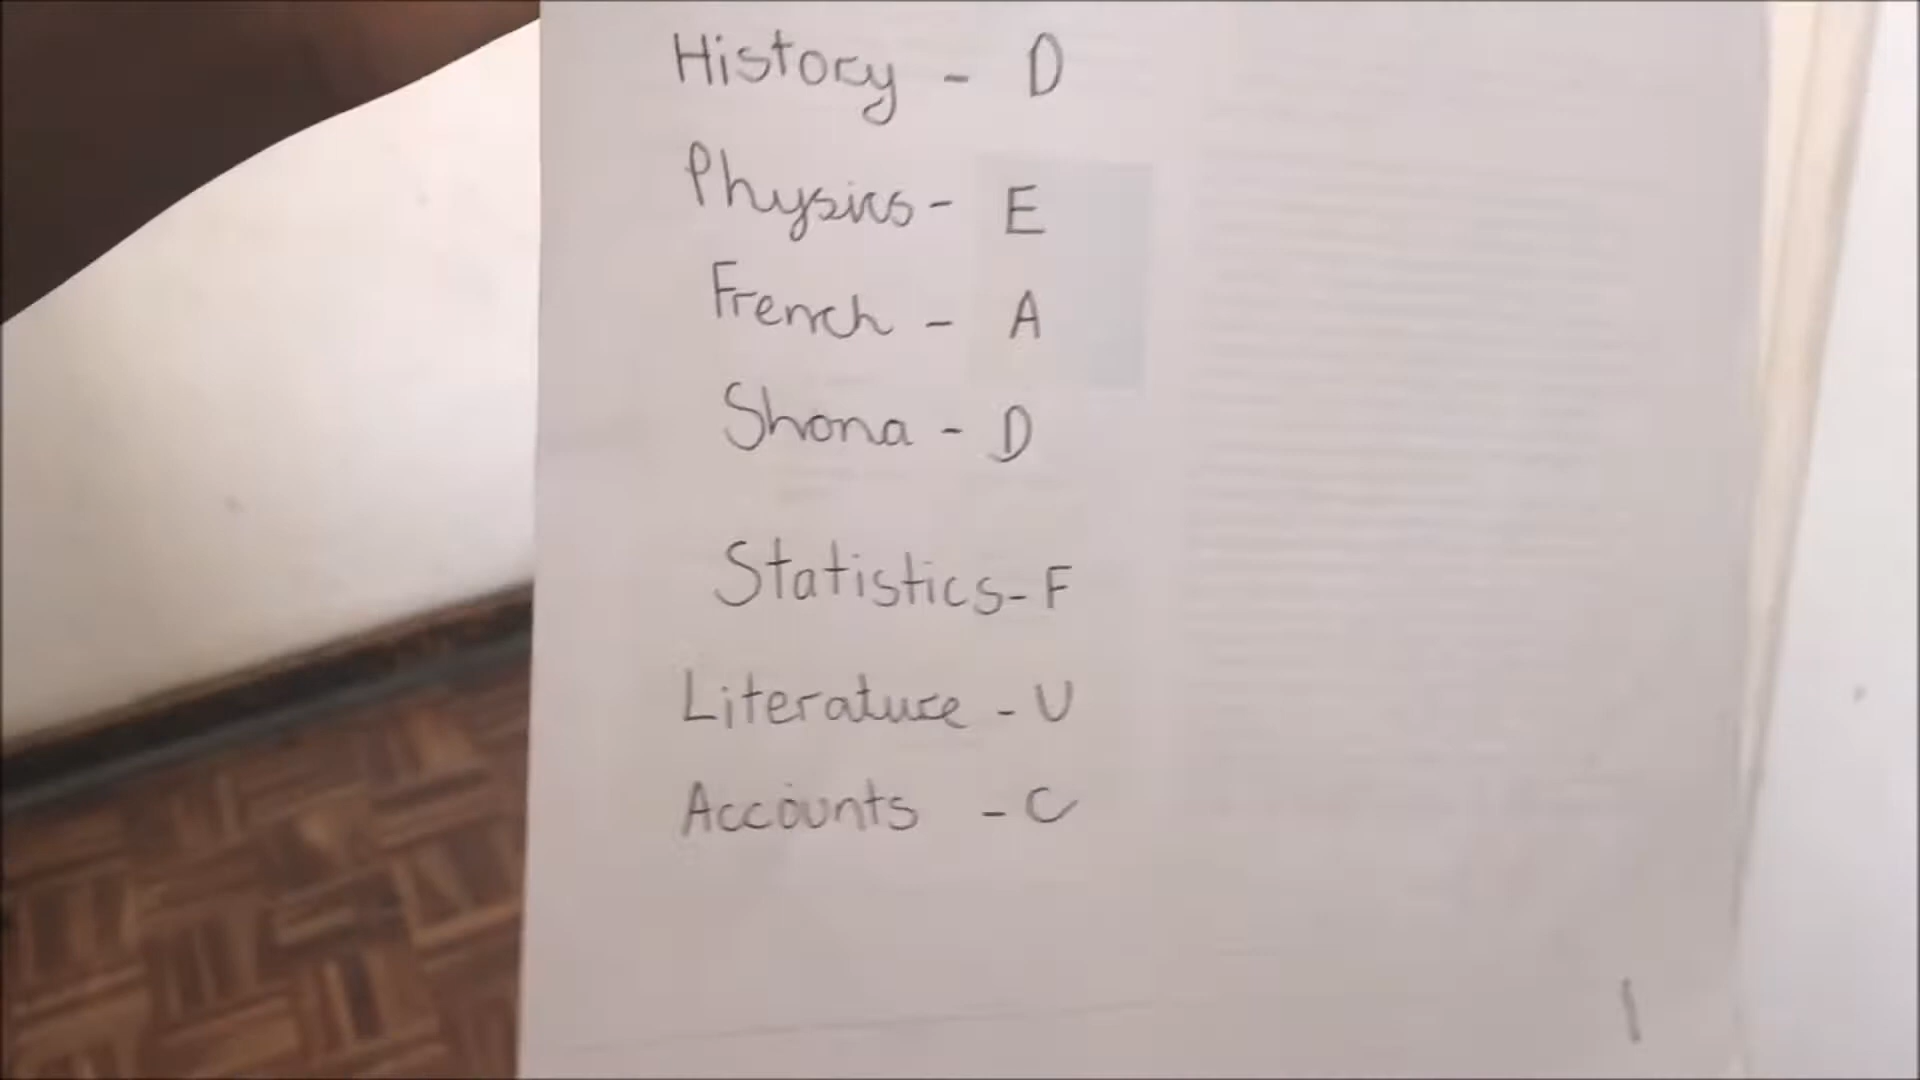 History - D
Physics - E
French - A
Shona - D
Statistics - F
Literature - U
Accounts - C